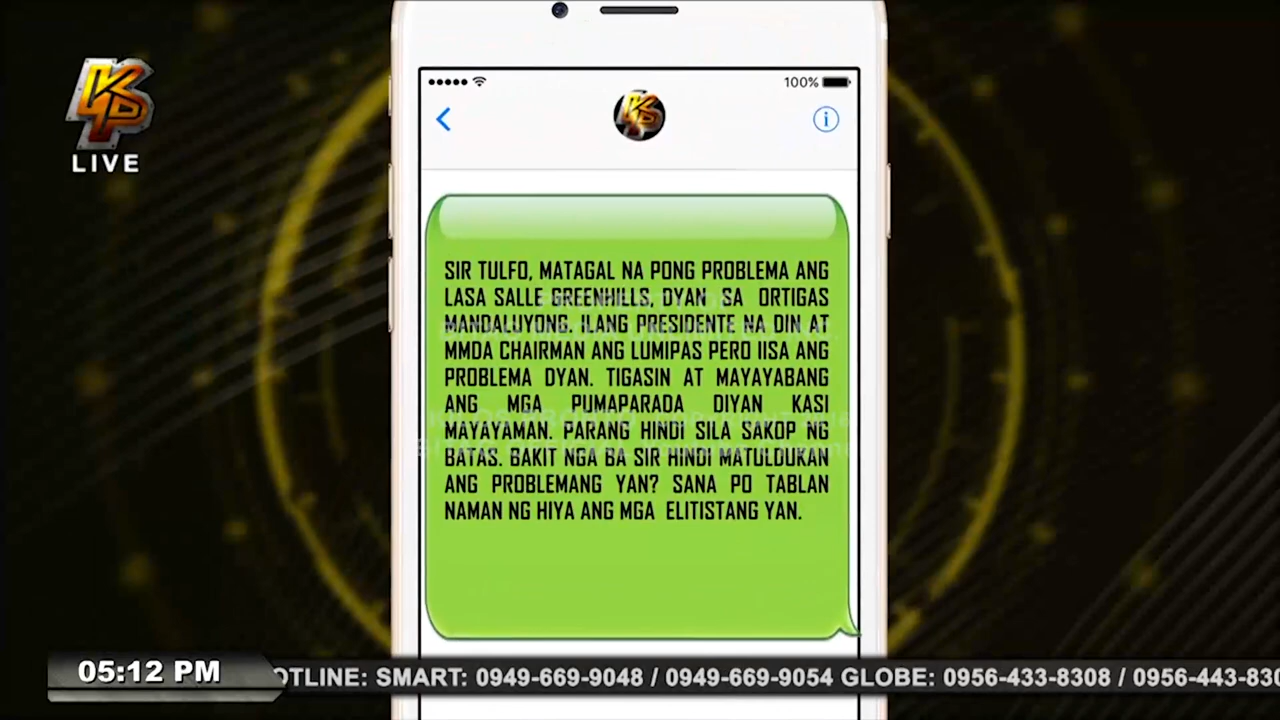 LIVE
100%
SIR TULFO, MATAGAL NA PONG PROBLEMA ANG
LASA SALLE GREENHILLS, DYAN SA ORTIGAS
MANDALUYONG. ILANG PRESIDENTE NA DIN AT
MMDA CHAIRMAN ANG LUMIPAS PERO IISA ANG
PROBLEMA DYAN. TIGASIN AT MAYAYABANG
ANG MGA PUMAPARADA DIYAN KASI
MAYAYAMAN. PARANG HINDI SILA SAKOP NG
BATAS. BAKIT NGA BA SIR HINDI MATULDUKAN
ANG PROBLEMANG YAN? SANA PO TABLAN
NAMAN NG HIYA ANG MGA ELITISTANG YAN.
05:12 PM
OTLINE: SMART: 0949-669-9048 / 0949-669-9054 GLOBE: 0956-433-8308 / 0956-443-830